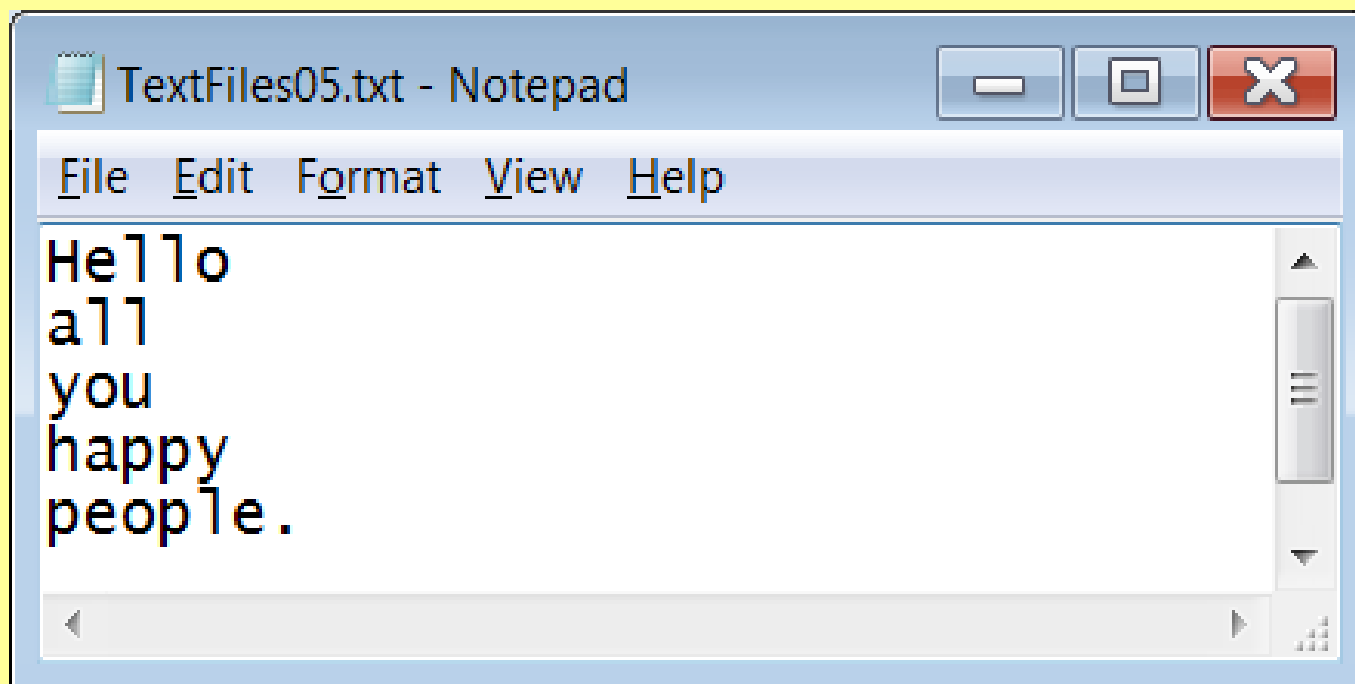 TextFiles05.txt - Notepad
File Edit Format View Help
Hello
all
you
happy
people.